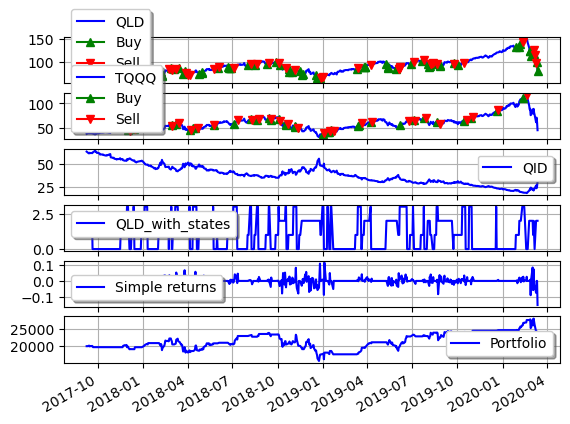 QLD
Buy
Sell
150
100
TQQQ
Buy
Sell
100
50
QID
50
25
QLD_with_states
2.5
0.0
Simple returns
0.1
0.0
−0.1
Portfolio
25000
20000
2017-10
2018-01
2018-04
2018-07
2018-10
2019-01
2019-04
2019-07
2019-10
2020-01
2020-04